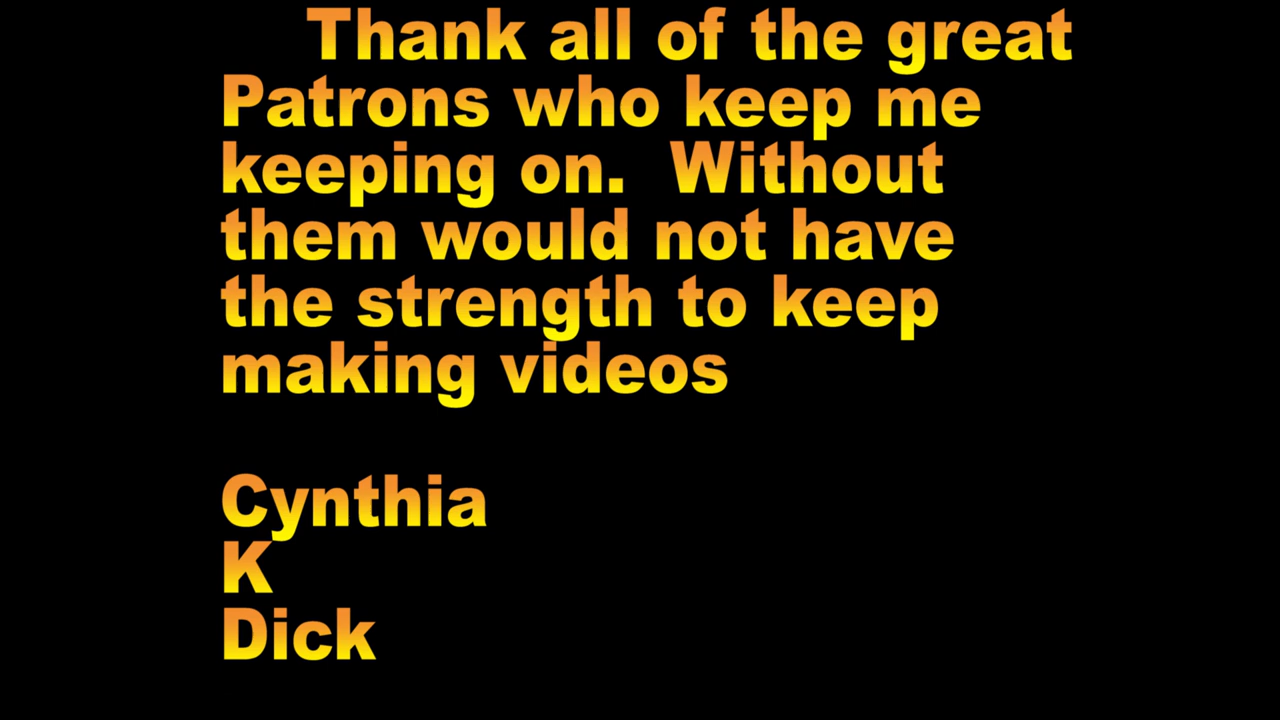 Thank all of the great
Patrons who keep me
keeping on.  Without
them would not have
the strength to keep
making videos
Cynthia
K
Dick